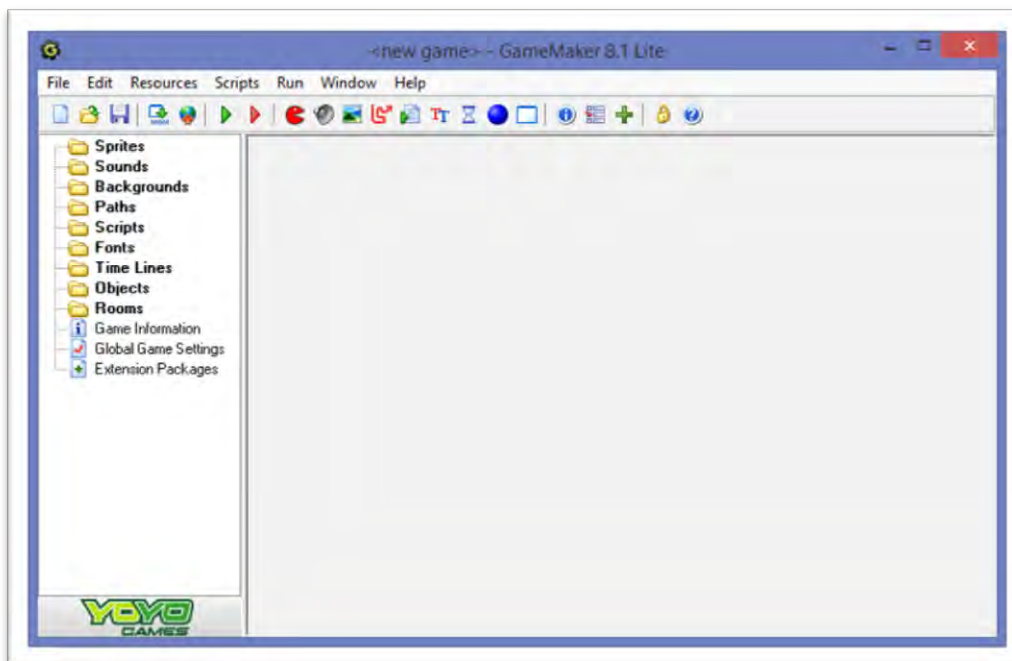 <new game> - GameMaker 8.1 Lite
File Edit Resources Scripts Run Window Help
Sprites
Sounds
Backgrounds
Paths
Scripts
Fonts
Time Lines
Objects
Rooms
Game Information
Global Game Settings
Extension Packages
YOYO
GAMES